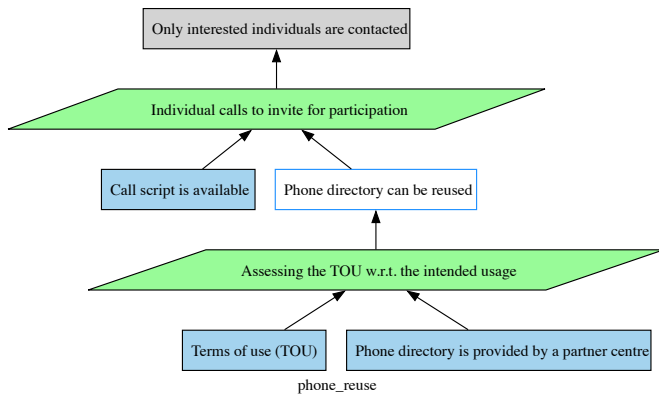 Only interested individuals are contacted
Individual calls to invite for participation
Call script is available
Phone directory can be reused
Assessing the TOU w.r.t. the intended usage
Terms of use (TOU)
Phone directory is provided by a partner centre
phone_reuse